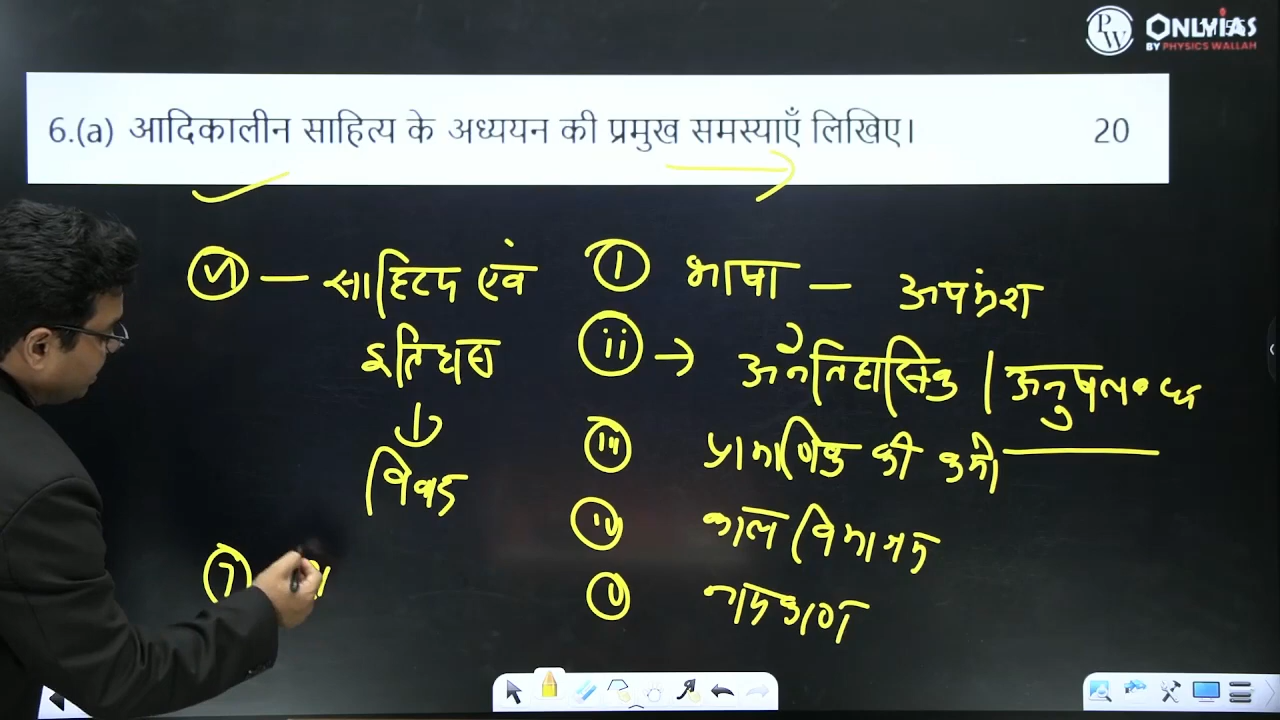 PW ONLYIAS
BY PHYSICS WALLAH
6.(a) आदिकालीन साहित्य के अध्ययन की प्रमुख समस्याएँ लिखिए। 20
(i) भाषा – अपभ्रंश
(ii) → अनैतिहासिक / अनुपलब्ध
(iii) प्रामाणिक की कमी
(iv) काल विभाजन
(v) नामकरण
(vi) – साहित्य एवं
इतिहास
↓
विवाद
(7)